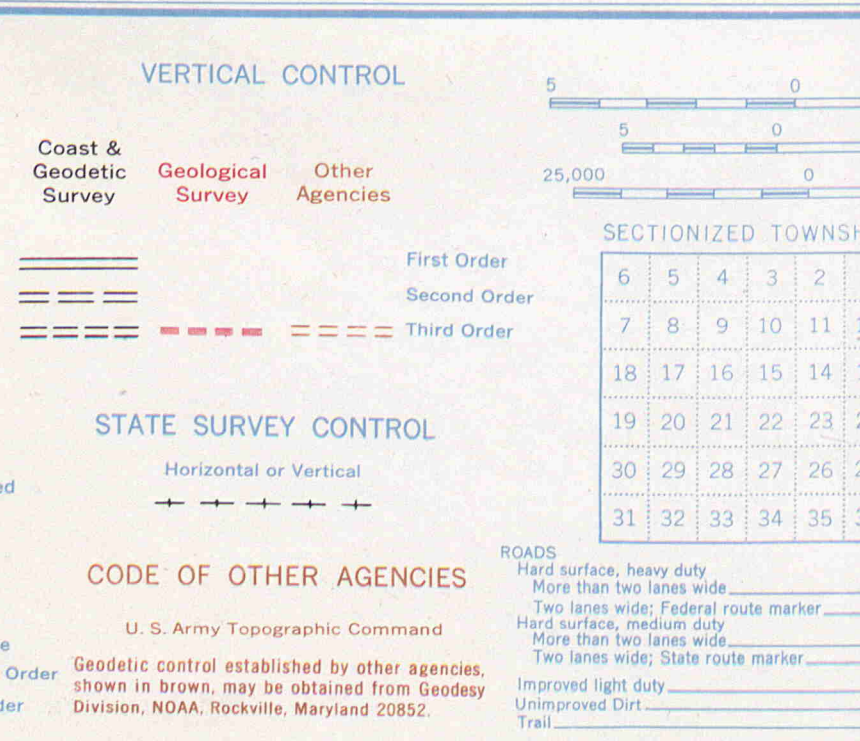 VERTICAL CONTROL
Coast &
Geodetic
Survey
Geological
Survey
Other
Agencies
First Order
Second Order
Third Order
STATE SURVEY CONTROL
Horizontal or Vertical
ed
CODE OF OTHER AGENCIES
U. S. Army Topographic Command
Geodetic control established by other agencies,
shown in brown, may be obtained from Geodesy
Division, NOAA, Rockville, Maryland 20852.
e
Order
der
5 0
5 0
25,000 0
SECTIONIZED TOWNSH
6 5 4 3 2
7 8 9 10 11
18 17 16 15 14
19 20 21 22 23 2
30 29 28 27 26 2
31 32 33 34 35 3
ROADS
Hard surface, heavy duty
More than two lanes wide
Two lanes wide; Federal route marker
Hard surface, medium duty
More than two lanes wide
Two lanes wide; State route marker
Improved light duty
Unimproved Dirt
Trail